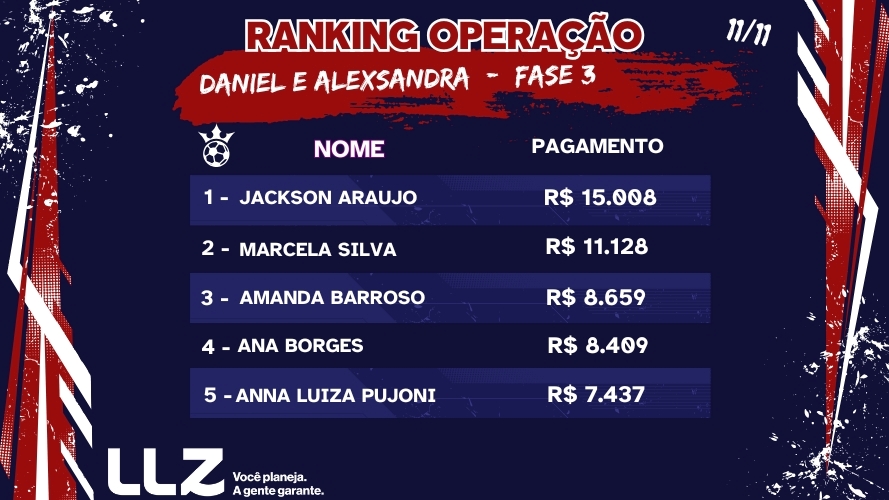 RANKING OPERAÇÃO
11/11
DANIEL E ALEXSANDRA - FASE 3
NOME PAGAMENTO
1 - JACKSON ARAUJO R$ 15.008
2 - MARCELA SILVA R$ 11.128
3 - AMANDA BARROSO R$ 8.659
4 - ANA BORGES R$ 8.409
5 - ANNA LUIZA PUJONI R$ 7.437
LLZ
Você planeja.
A gente garante.